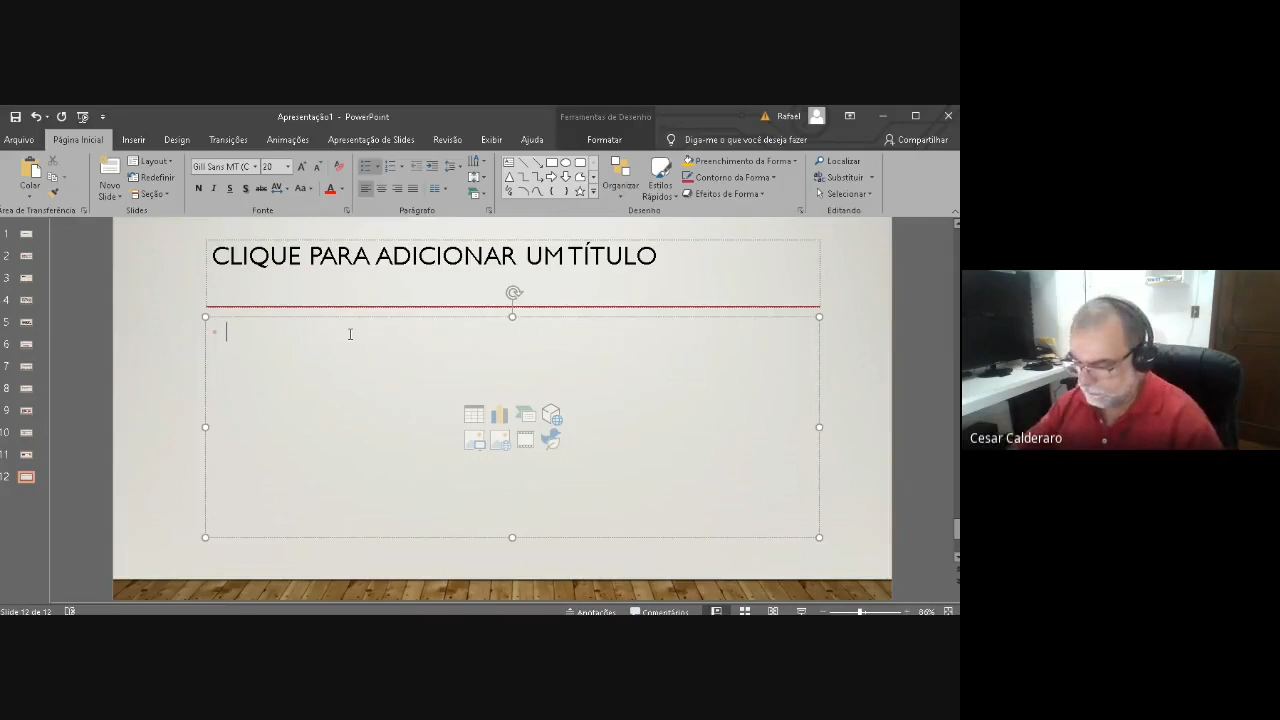 Apresentação1 - PowerPoint
Ferramentas de Desenho
Rafael
Arquivo Página Inicial Inserir Design Transições Animações Apresentação de Slides Revisão Exibir Ajuda Formatar Diga-me o que você deseja fazer Compartilhar
Colar
Novo
Slide
Layout
Redefinir
Seção
Gill Sans MT (C 20
N I S S abc AV Aa A
Organizar
Estilos
Rápidos
Preenchimento da Forma
Contorno da Forma
Efeitos de Forma
Localizar
Substituir
Selecionar
Área de Transferência Slides Fonte Parágrafo Desenho Editando
1
2
3
4
5
6
7
8
9
10
11
12
CLIQUE PARA ADICIONAR UM TÍTULO
Cesar Calderaro
Slide 12 de 12 Anotações Comentários 86%